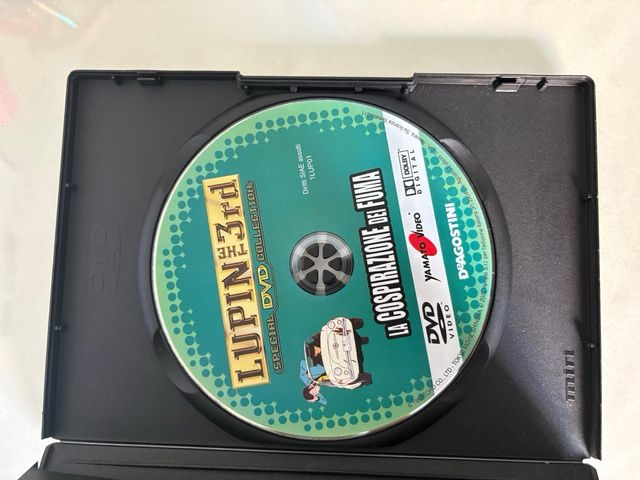 LUPIN THE 3rd
SPECIAL DVD COLLECTION
Diritti SIAE assolti
1LUP01
LA COSPIRAZIONE DEI FUMA
DVD
VIDEO
YAMATO VIDEO
DOLBY
DIGITAL
DeAGOSTINI